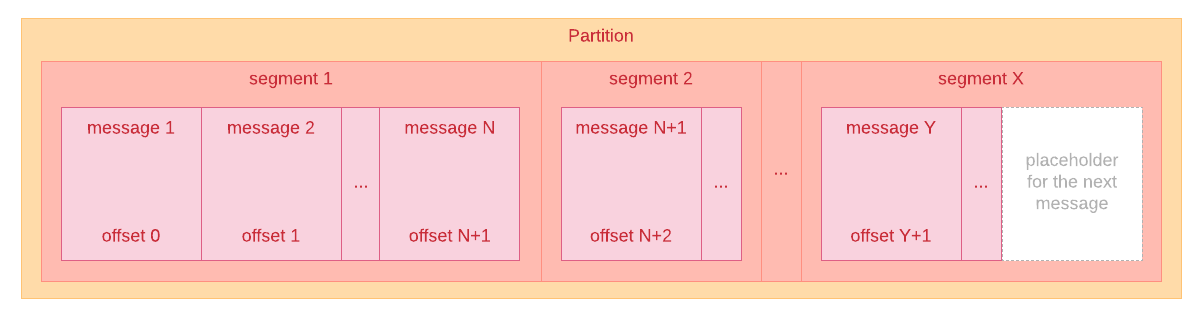 Partition
segment 1
segment 2
segment X
message 1
message 2
...
message N
message N+1
...
...
message Y
...
placeholder
for the next
message
offset 0
offset 1
offset N+1
offset N+2
offset Y+1